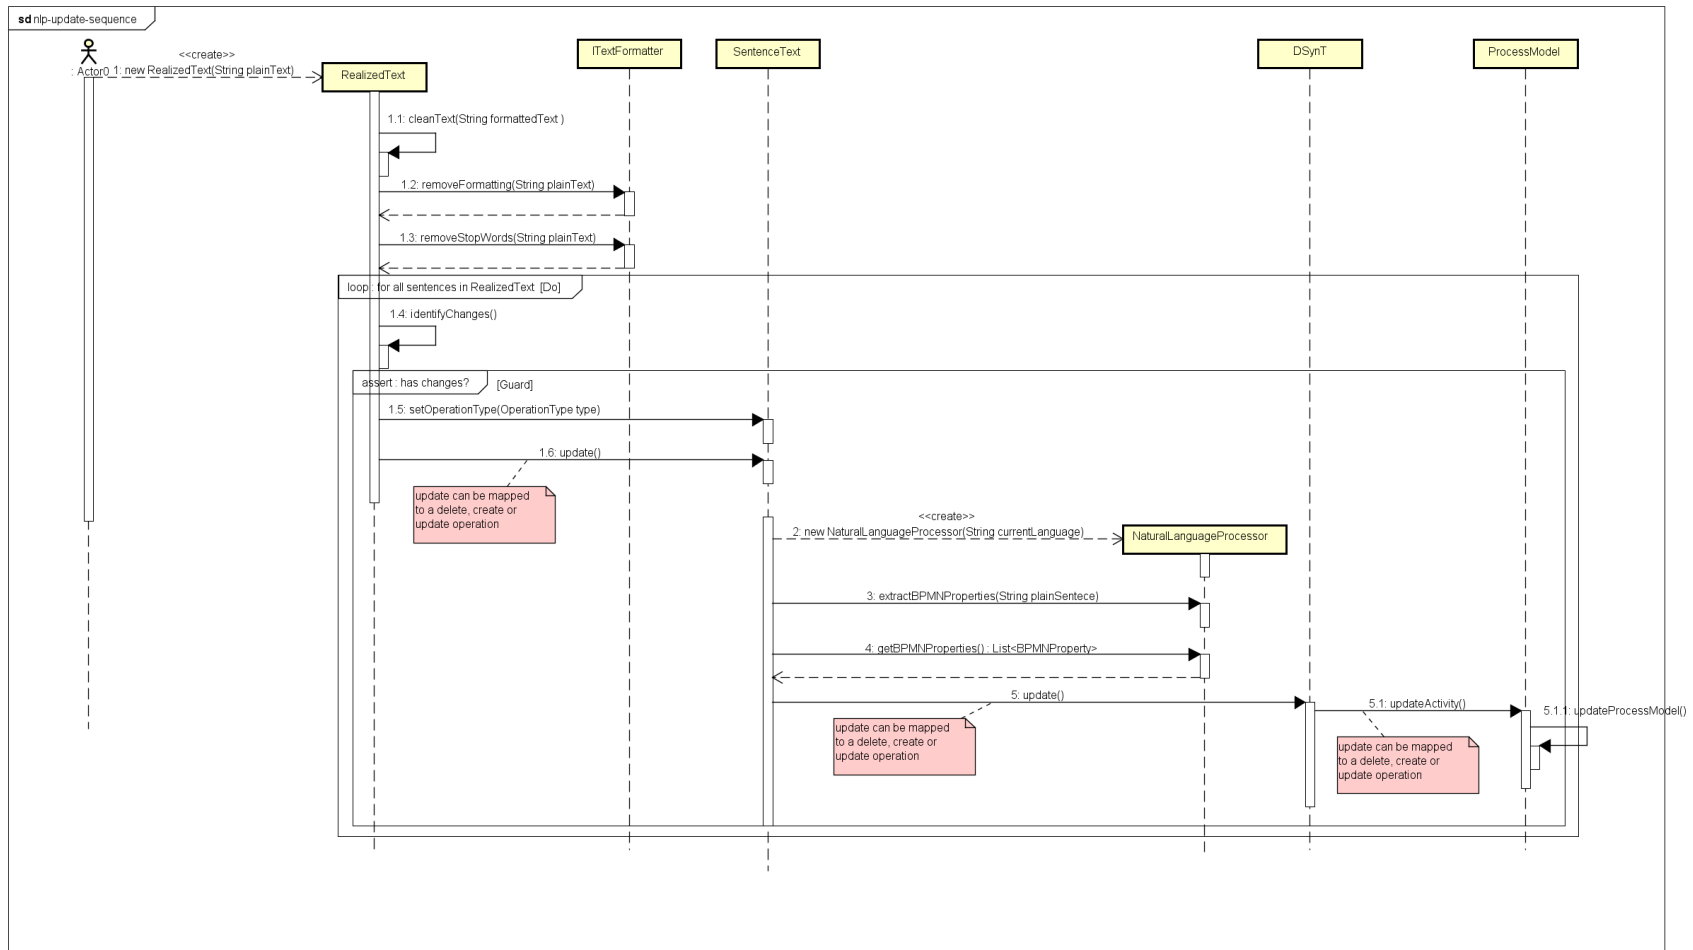 sd nlp-update-sequence
<<create>>
: Actor0
1: new RealizedText(String plainText)
RealizedText
ITextFormatter
SentenceText
DSynT
ProcessModel
1.1: cleanText(String formattedText )
1.2: removeFormatting(String plainText)
1.3: removeStopWords(String plainText)
loop : for all sentences in RealizedText [Do]
1.4: identifyChanges()
assert : has changes?
[Guard]
1.5: setOperationType(OperationType type)
1.6: update()
update can be mapped
to a delete, create or
update operation
<<create>>
2: new NaturalLanguageProcessor(String currentLanguage)
NaturalLanguageProcessor
3: extractBPMNProperties(String plainSentece)
4: getBPMNProperties() : List<BPMNProperty>
5: update()
update can be mapped
to a delete, create or
update operation
5.1: updateActivity()
5.1.1: updateProcessModel()
update can be mapped
to a delete, create or
update operation